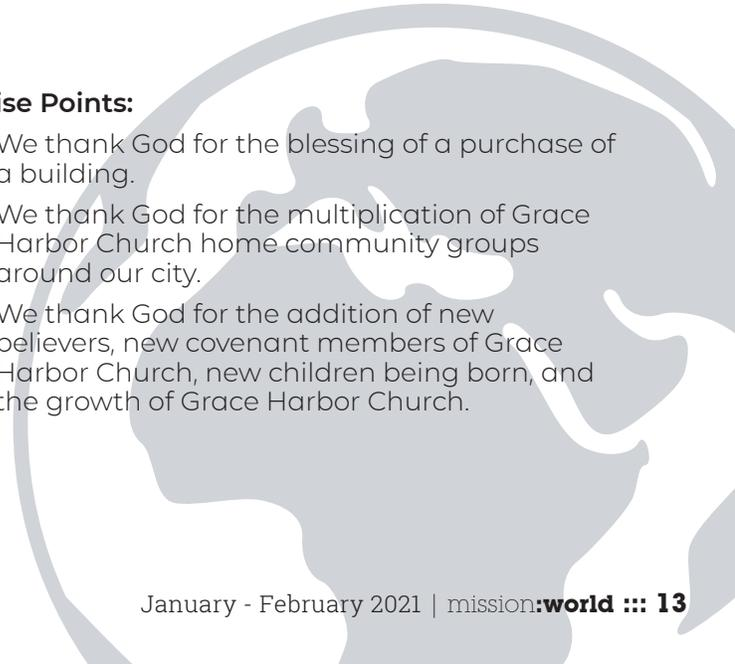 ise Points:
We thank God for the blessing of a purchase of
a building.
We thank God for the multiplication of Grace
Harbor Church home community groups
around our city.
We thank God for the addition of new
believers, new covenant members of Grace
Harbor Church, new children being born, and
the growth of Grace Harbor Church.
January - February 2021 | mission:world ::: 13